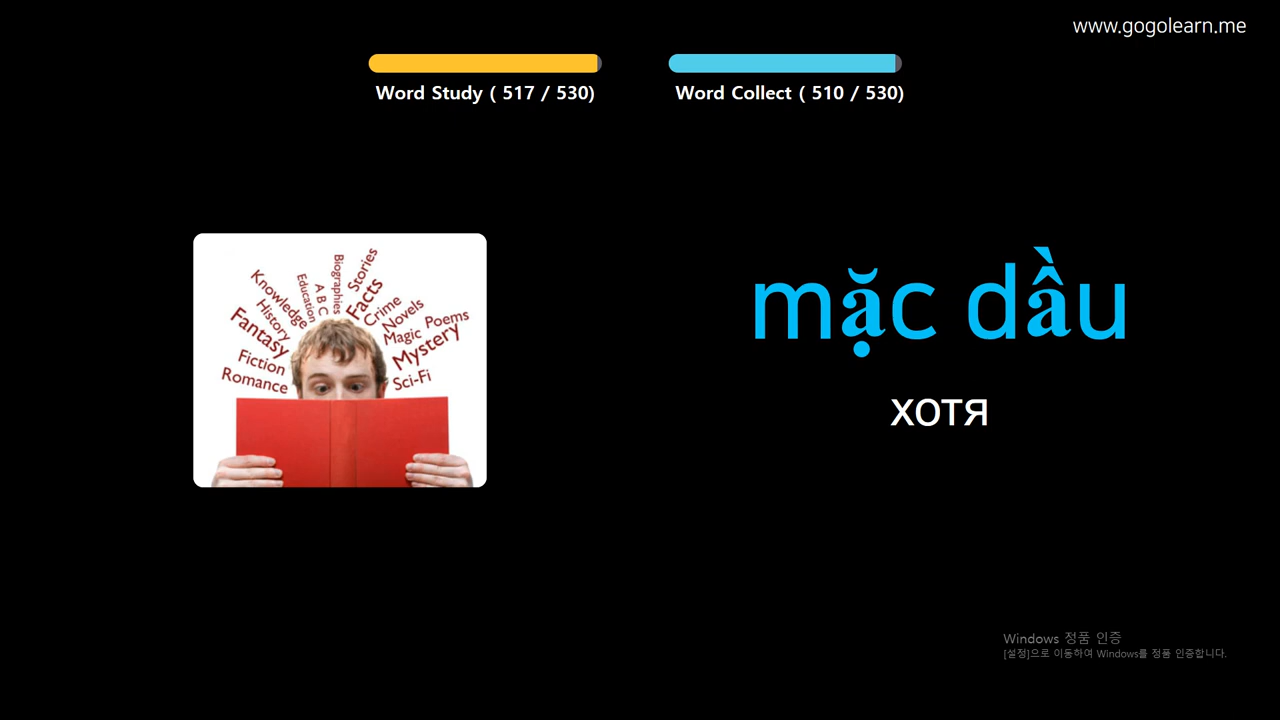 www.gogolearn.me
Word Study ( 517 / 530)
Word Collect ( 510 / 530)
Stories
Biographies
Facts
Knowledge
Education
A B C
Crime
History
Novels
Poems
Fantasy
Magic
Mystery
Fiction
Romance
Sci-Fi
mặc dầu
хотя
Windows 정품 인증
[설정]으로 이동하여 Windows를 정품 인증합니다.